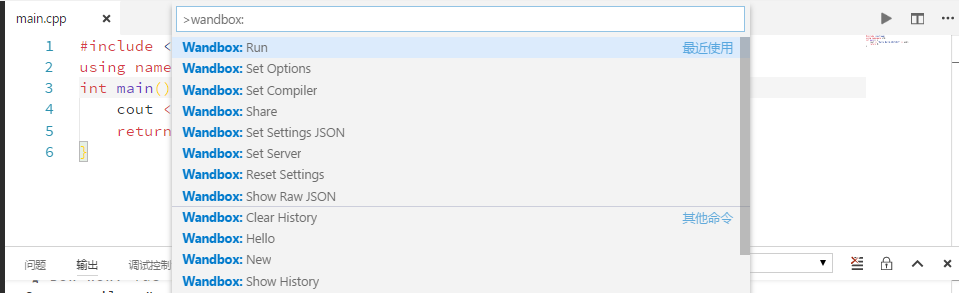 main.cpp
>wandbox:
1 #include <
2 using name
3 int main()
4 cout <
5 return
6 }
Wandbox: Run 最近使用
Wandbox: Set Options
Wandbox: Set Compiler
Wandbox: Share
Wandbox: Set Settings JSON
Wandbox: Set Server
Wandbox: Reset Settings
Wandbox: Show Raw JSON
Wandbox: Clear History 其他命令
Wandbox: Hello
Wandbox: New
Wandbox: Show History
问题 输出 调试控制